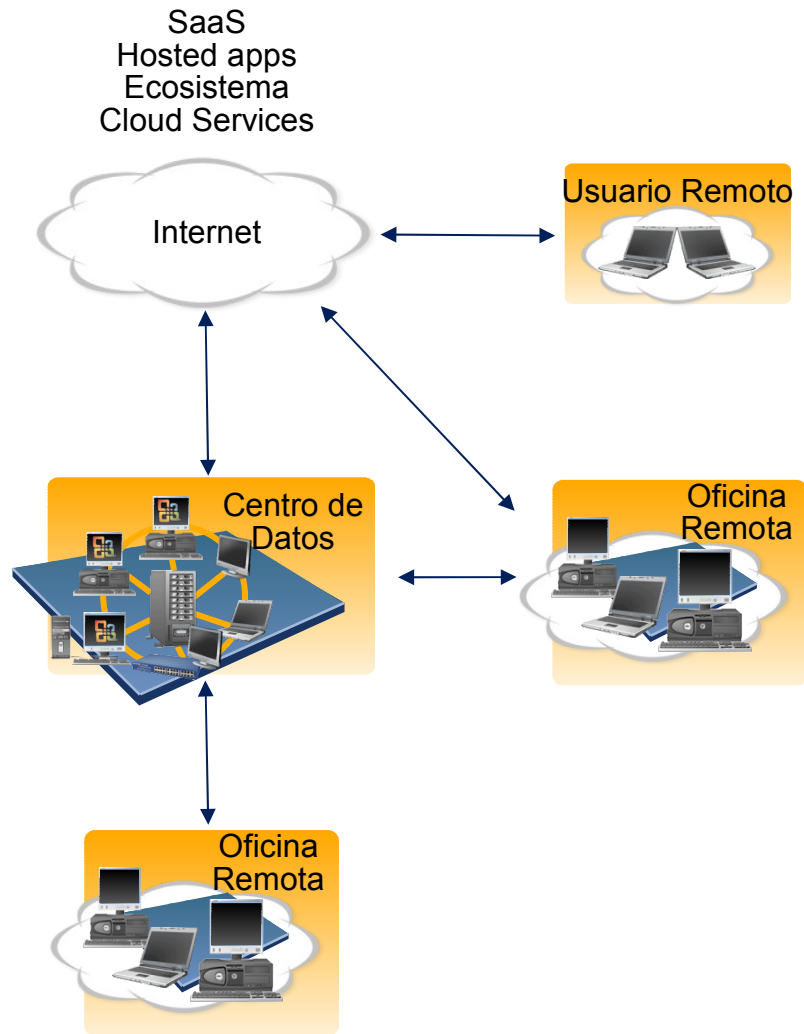 SaaS
Hosted apps
Ecosistema
Cloud Services
Internet
Usuario Remoto
Centro de
Datos
Oficina
Remota
Oficina
Remota